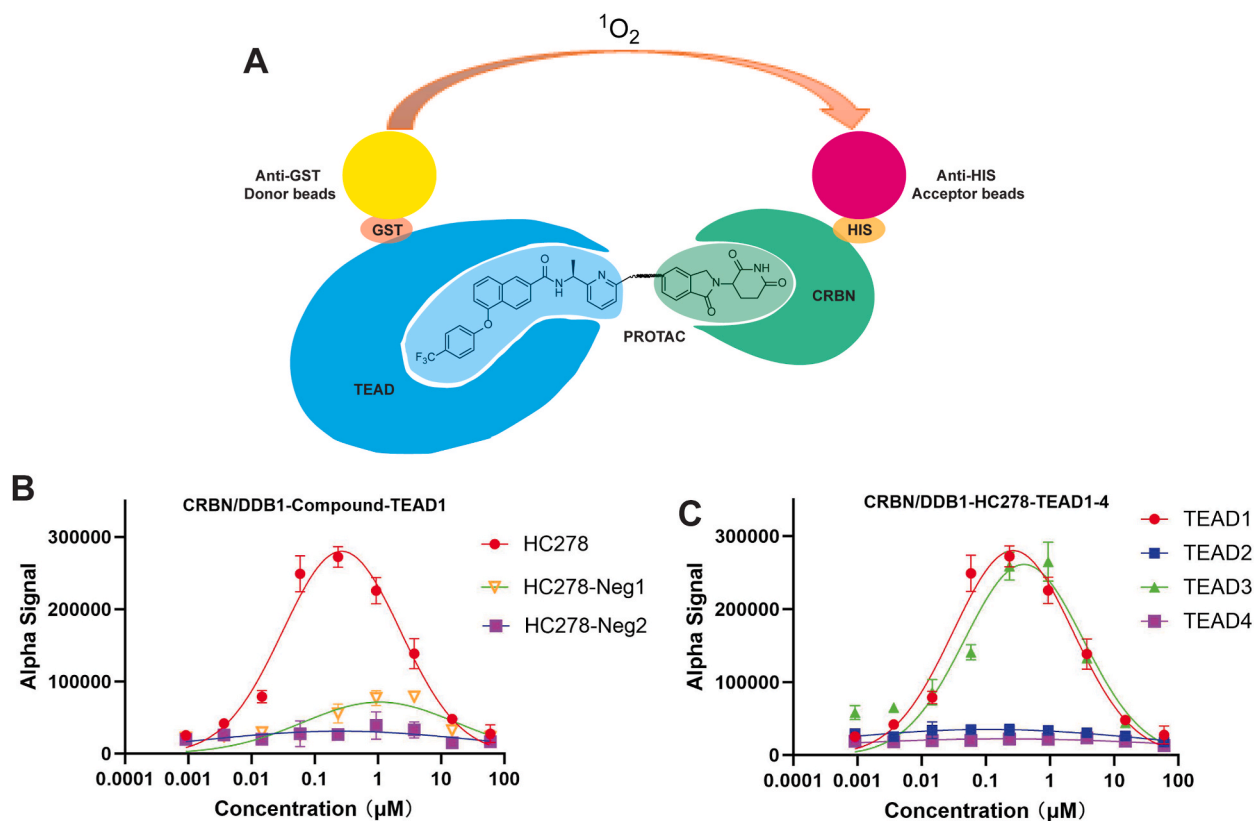 A
¹O₂
Anti-GST
Donor beads
Anti-HIS
Acceptor beads
GST
HIS
O
N
H
N
O
NH
N
O
O
O
CRBN
PROTAC
F₃C
TEAD
B
CRBN/DDB1-Compound-TEAD1
Alpha Signal
300000
200000
100000
0
0.0001
0.001
0.01
0.1
1
10
100
Concentration (μM)
HC278
HC278-Neg1
HC278-Neg2
C
CRBN/DDB1-HC278-TEAD1-4
Alpha Signal
300000
200000
100000
0
0.0001
0.001
0.01
0.1
1
10
100
Concentration (μM)
TEAD1
TEAD2
TEAD3
TEAD4